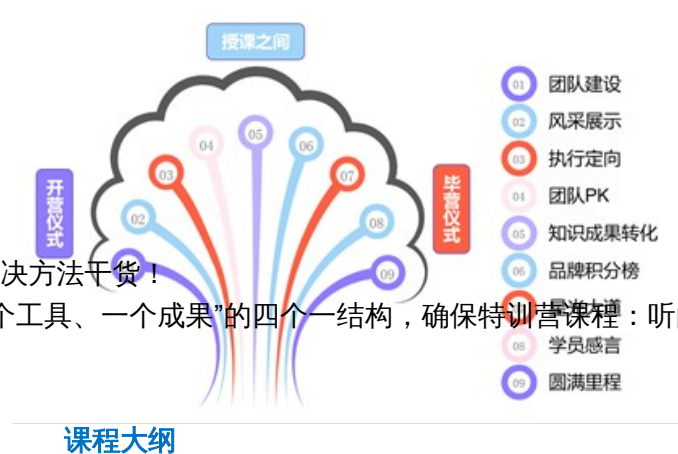 授课之间
开营仪式
毕营仪式
01
02
03
04
05
06
07
08
09
01 团队建设
02 风采展示
03 执行定向
04 团队PK
05 知识成果转化
06 品牌积分榜
星光大道
08 学员感言
09 圆满里程
决方法干货！
个工具、一个成果”的四个一结构，确保特训营课程：听
课程大纲